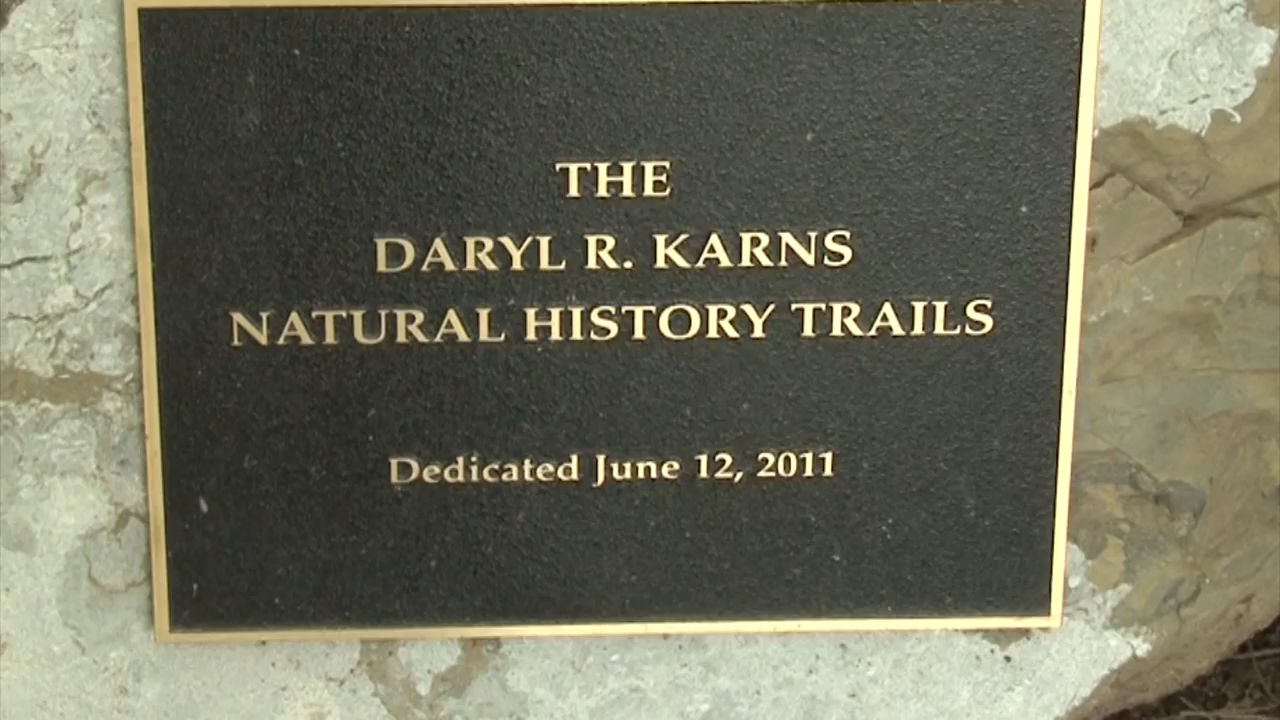 THE
DARYL R. KARNS
NATURAL HISTORY TRAILS
Dedicated June 12, 2011